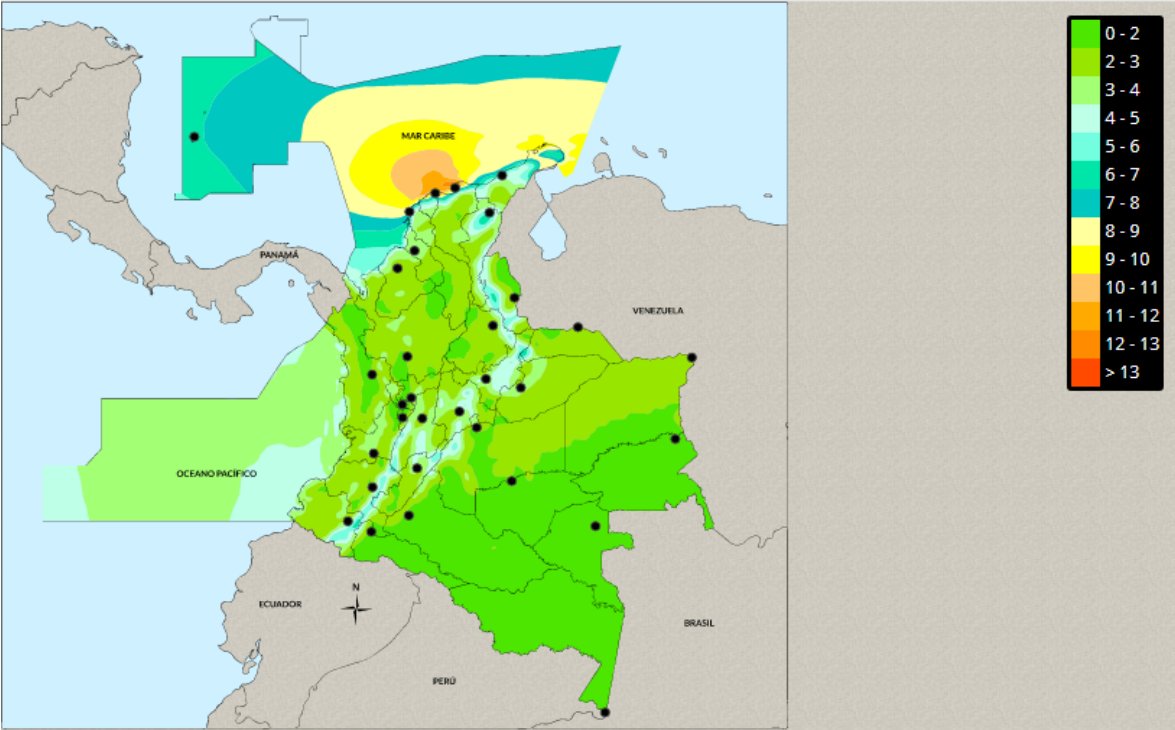 0 - 2
2 - 3
3 - 4
4 - 5
5 - 6
6 - 7
7 - 8
8 - 9
9 - 10
10 - 11
11 - 12
12 - 13
> 13
MAR CARIBE
PANAMÁ
VENEZUELA
OCEANO PACÍFICO
N
ECUADOR
BRASIL
PERÚ